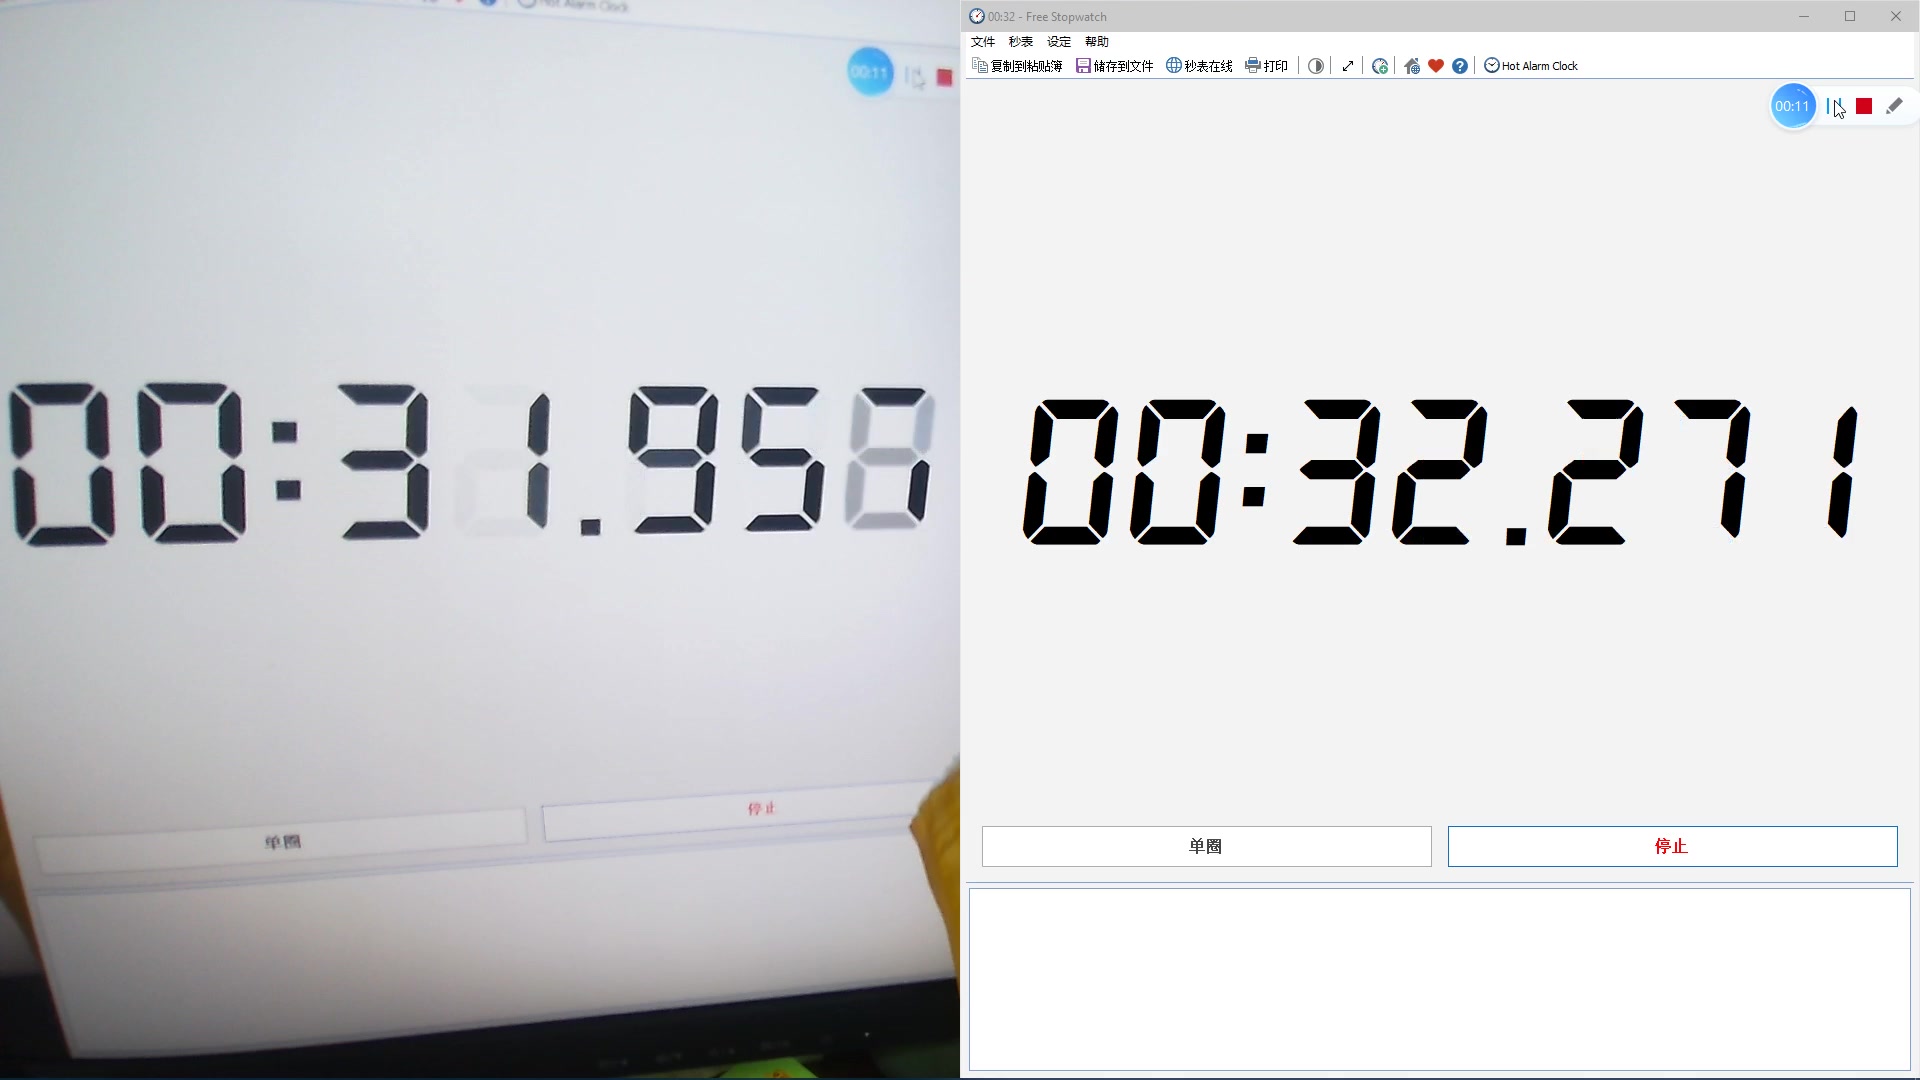 Hot Alarm Clock
00:11
00:31.957
单圈
停止
00:32 - Free Stopwatch
文件 秒表 设定 帮助
复制到粘贴簿 储存到文件 秒表在线 打印 Hot Alarm Clock
00:11
00:32.271
单圈 停止